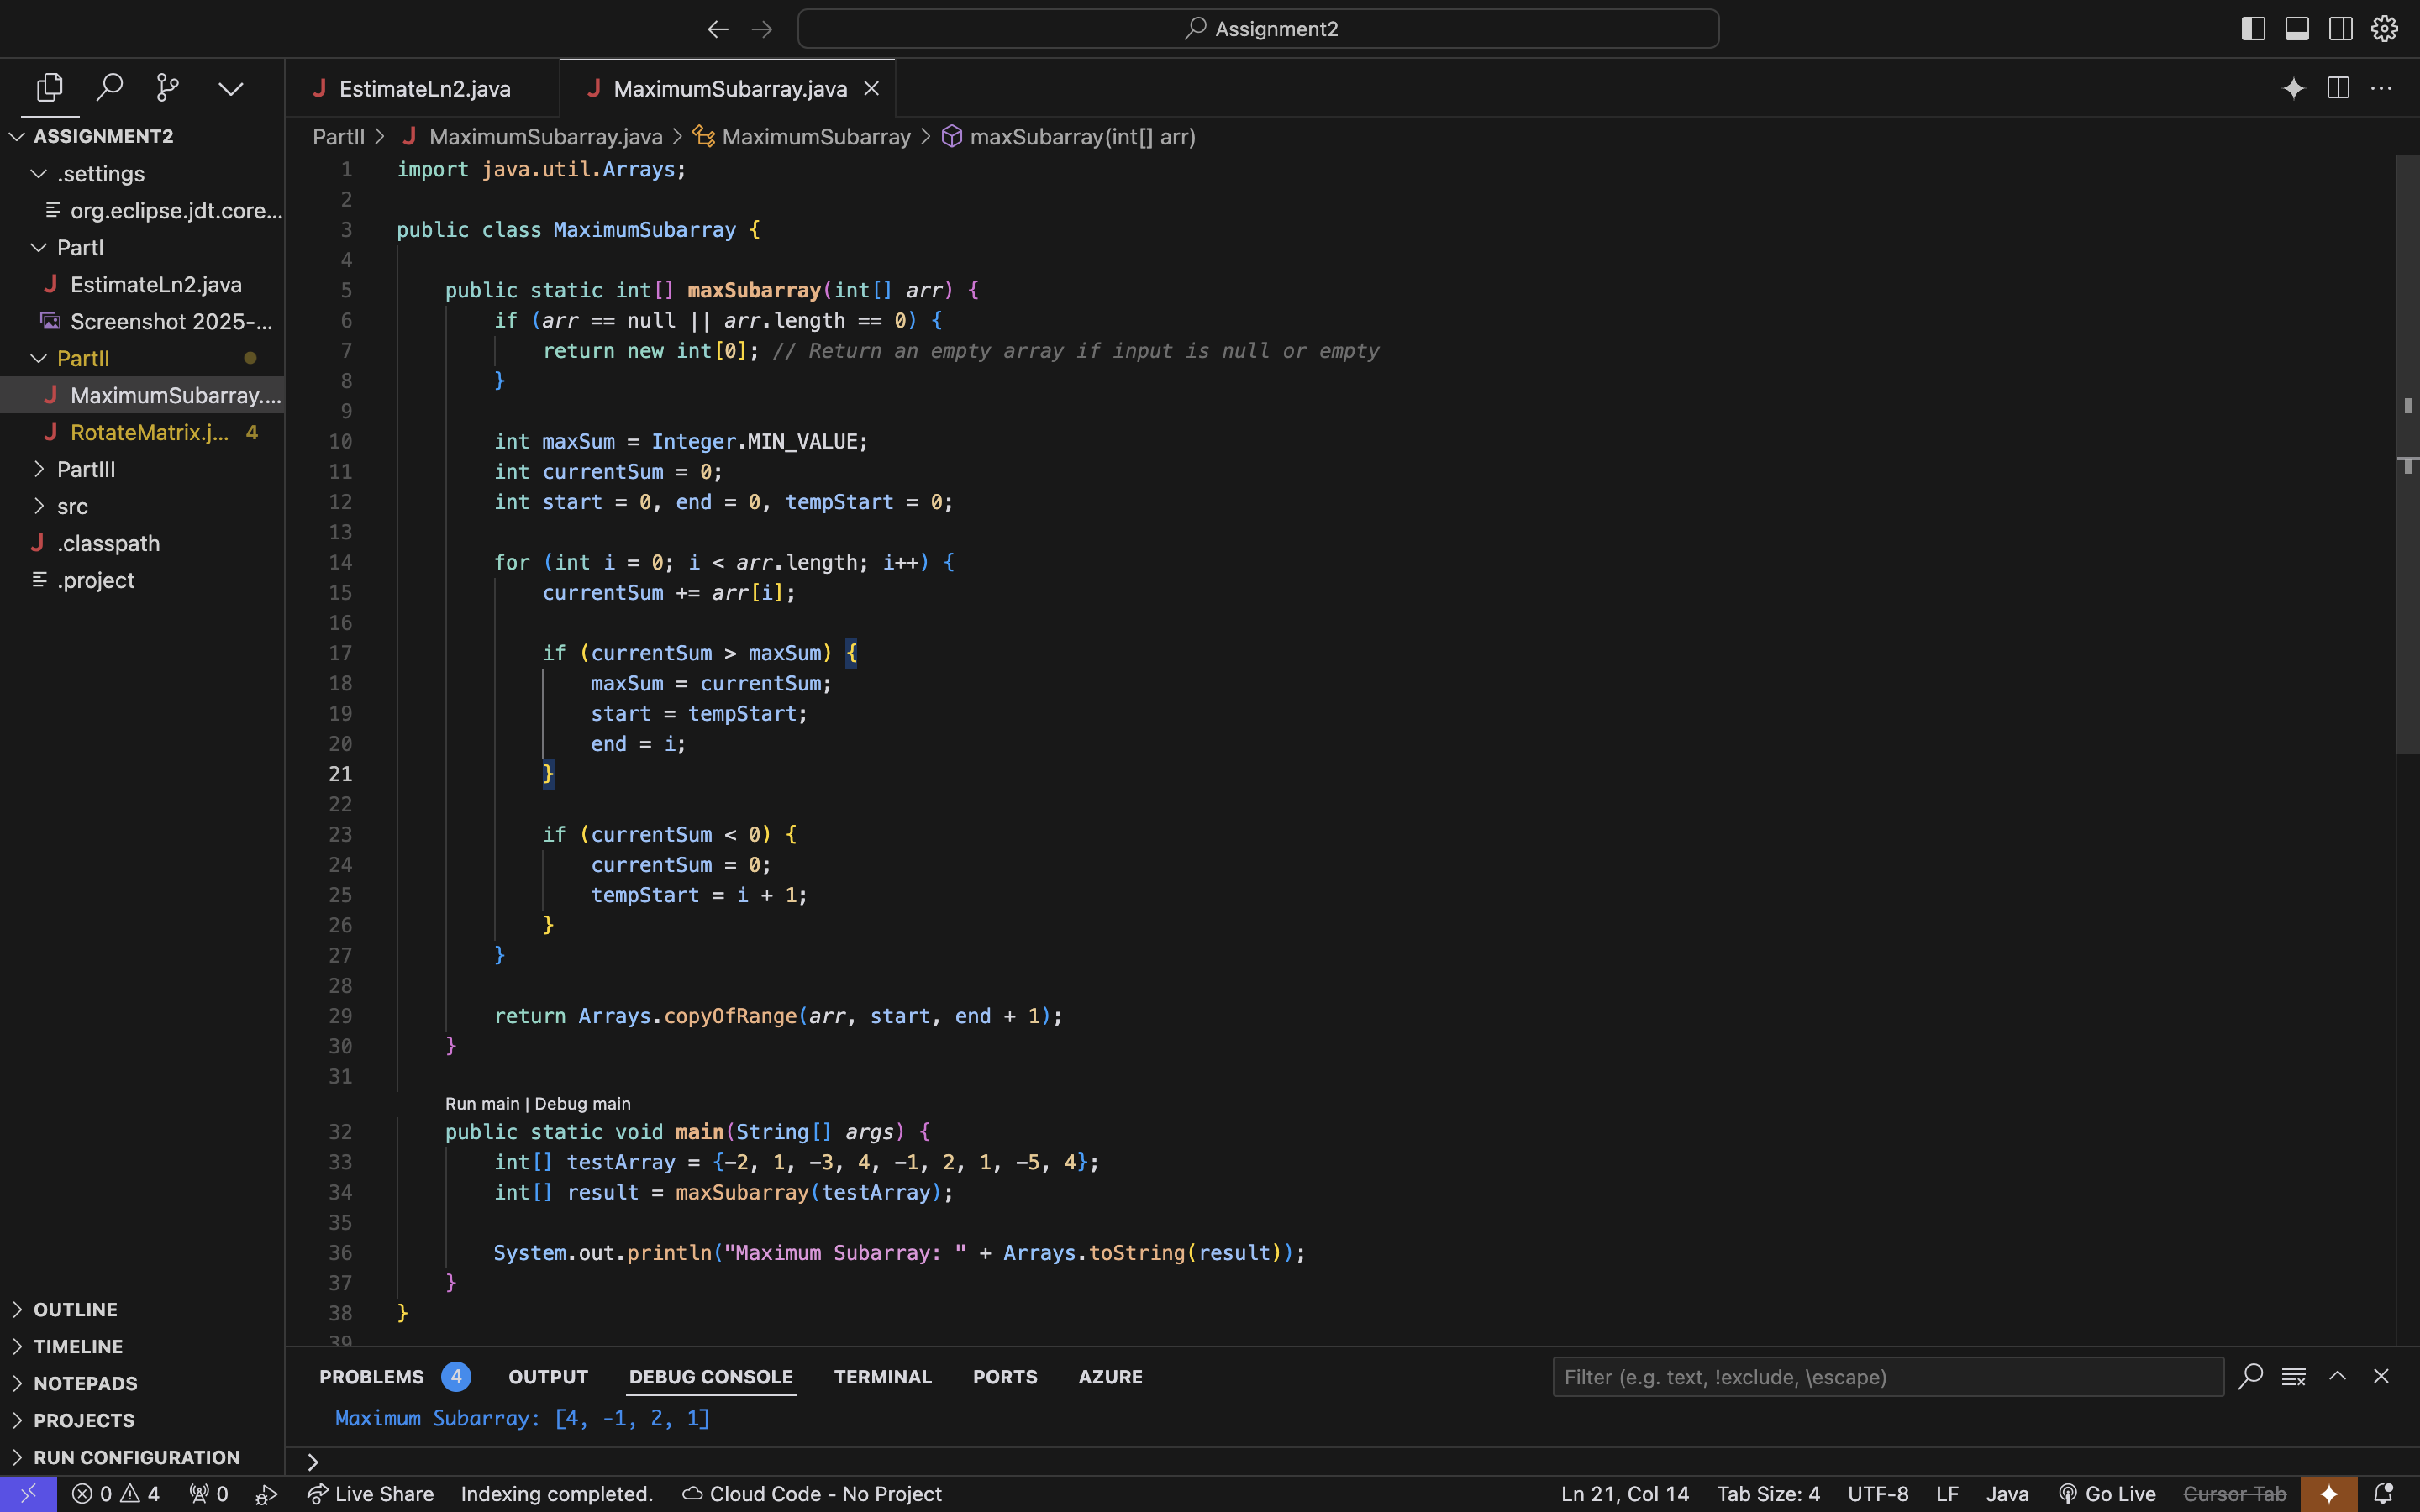 Assignment2
EstimateLn2.java
MaximumSubarray.java
ASSIGNMENT2
.settings
org.eclipse.jdt.core...
PartI
EstimateLn2.java
Screenshot 2025-...
PartII
MaximumSubarray....
RotateMatrix.j... 4
PartIII
src
.classpath
.project
OUTLINE
TIMELINE
NOTEPADS
PROJECTS
RUN CONFIGURATION
PartII > MaximumSubarray.java > MaximumSubarray > maxSubarray(int[] arr)
1 import java.util.Arrays;
2
3 public class MaximumSubarray {
4
5 public static int[] maxSubarray(int[] arr) {
6 if (arr == null || arr.length == 0) {
7 return new int[0]; // Return an empty array if input is null or empty
8 }
9
10 int maxSum = Integer.MIN_VALUE;
11 int currentSum = 0;
12 int start = 0, end = 0, tempStart = 0;
13
14 for (int i = 0; i < arr.length; i++) {
15 currentSum += arr[i];
16
17 if (currentSum > maxSum) {
18 maxSum = currentSum;
19 start = tempStart;
20 end = i;
21 }
22
23 if (currentSum < 0) {
24 currentSum = 0;
25 tempStart = i + 1;
26 }
27 }
28
29 return Arrays.copyOfRange(arr, start, end + 1);
30 }
31
Run main | Debug main
32 public static void main(String[] args) {
33 int[] testArray = {-2, 1, -3, 4, -1, 2, 1, -5, 4};
34 int[] result = maxSubarray(testArray);
35
36 System.out.println("Maximum Subarray: " + Arrays.toString(result));
37 }
38 }
39
PROBLEMS 4 OUTPUT DEBUG CONSOLE TERMINAL PORTS AZURE
Filter (e.g. text, !exclude, \escape)
Maximum Subarray: [4, -1, 2, 1]
0 4 0 Live Share Indexing completed. Cloud Code - No Project
Ln 21, Col 14 Tab Size: 4 UTF-8 LF Java Go Live Cursor Tab